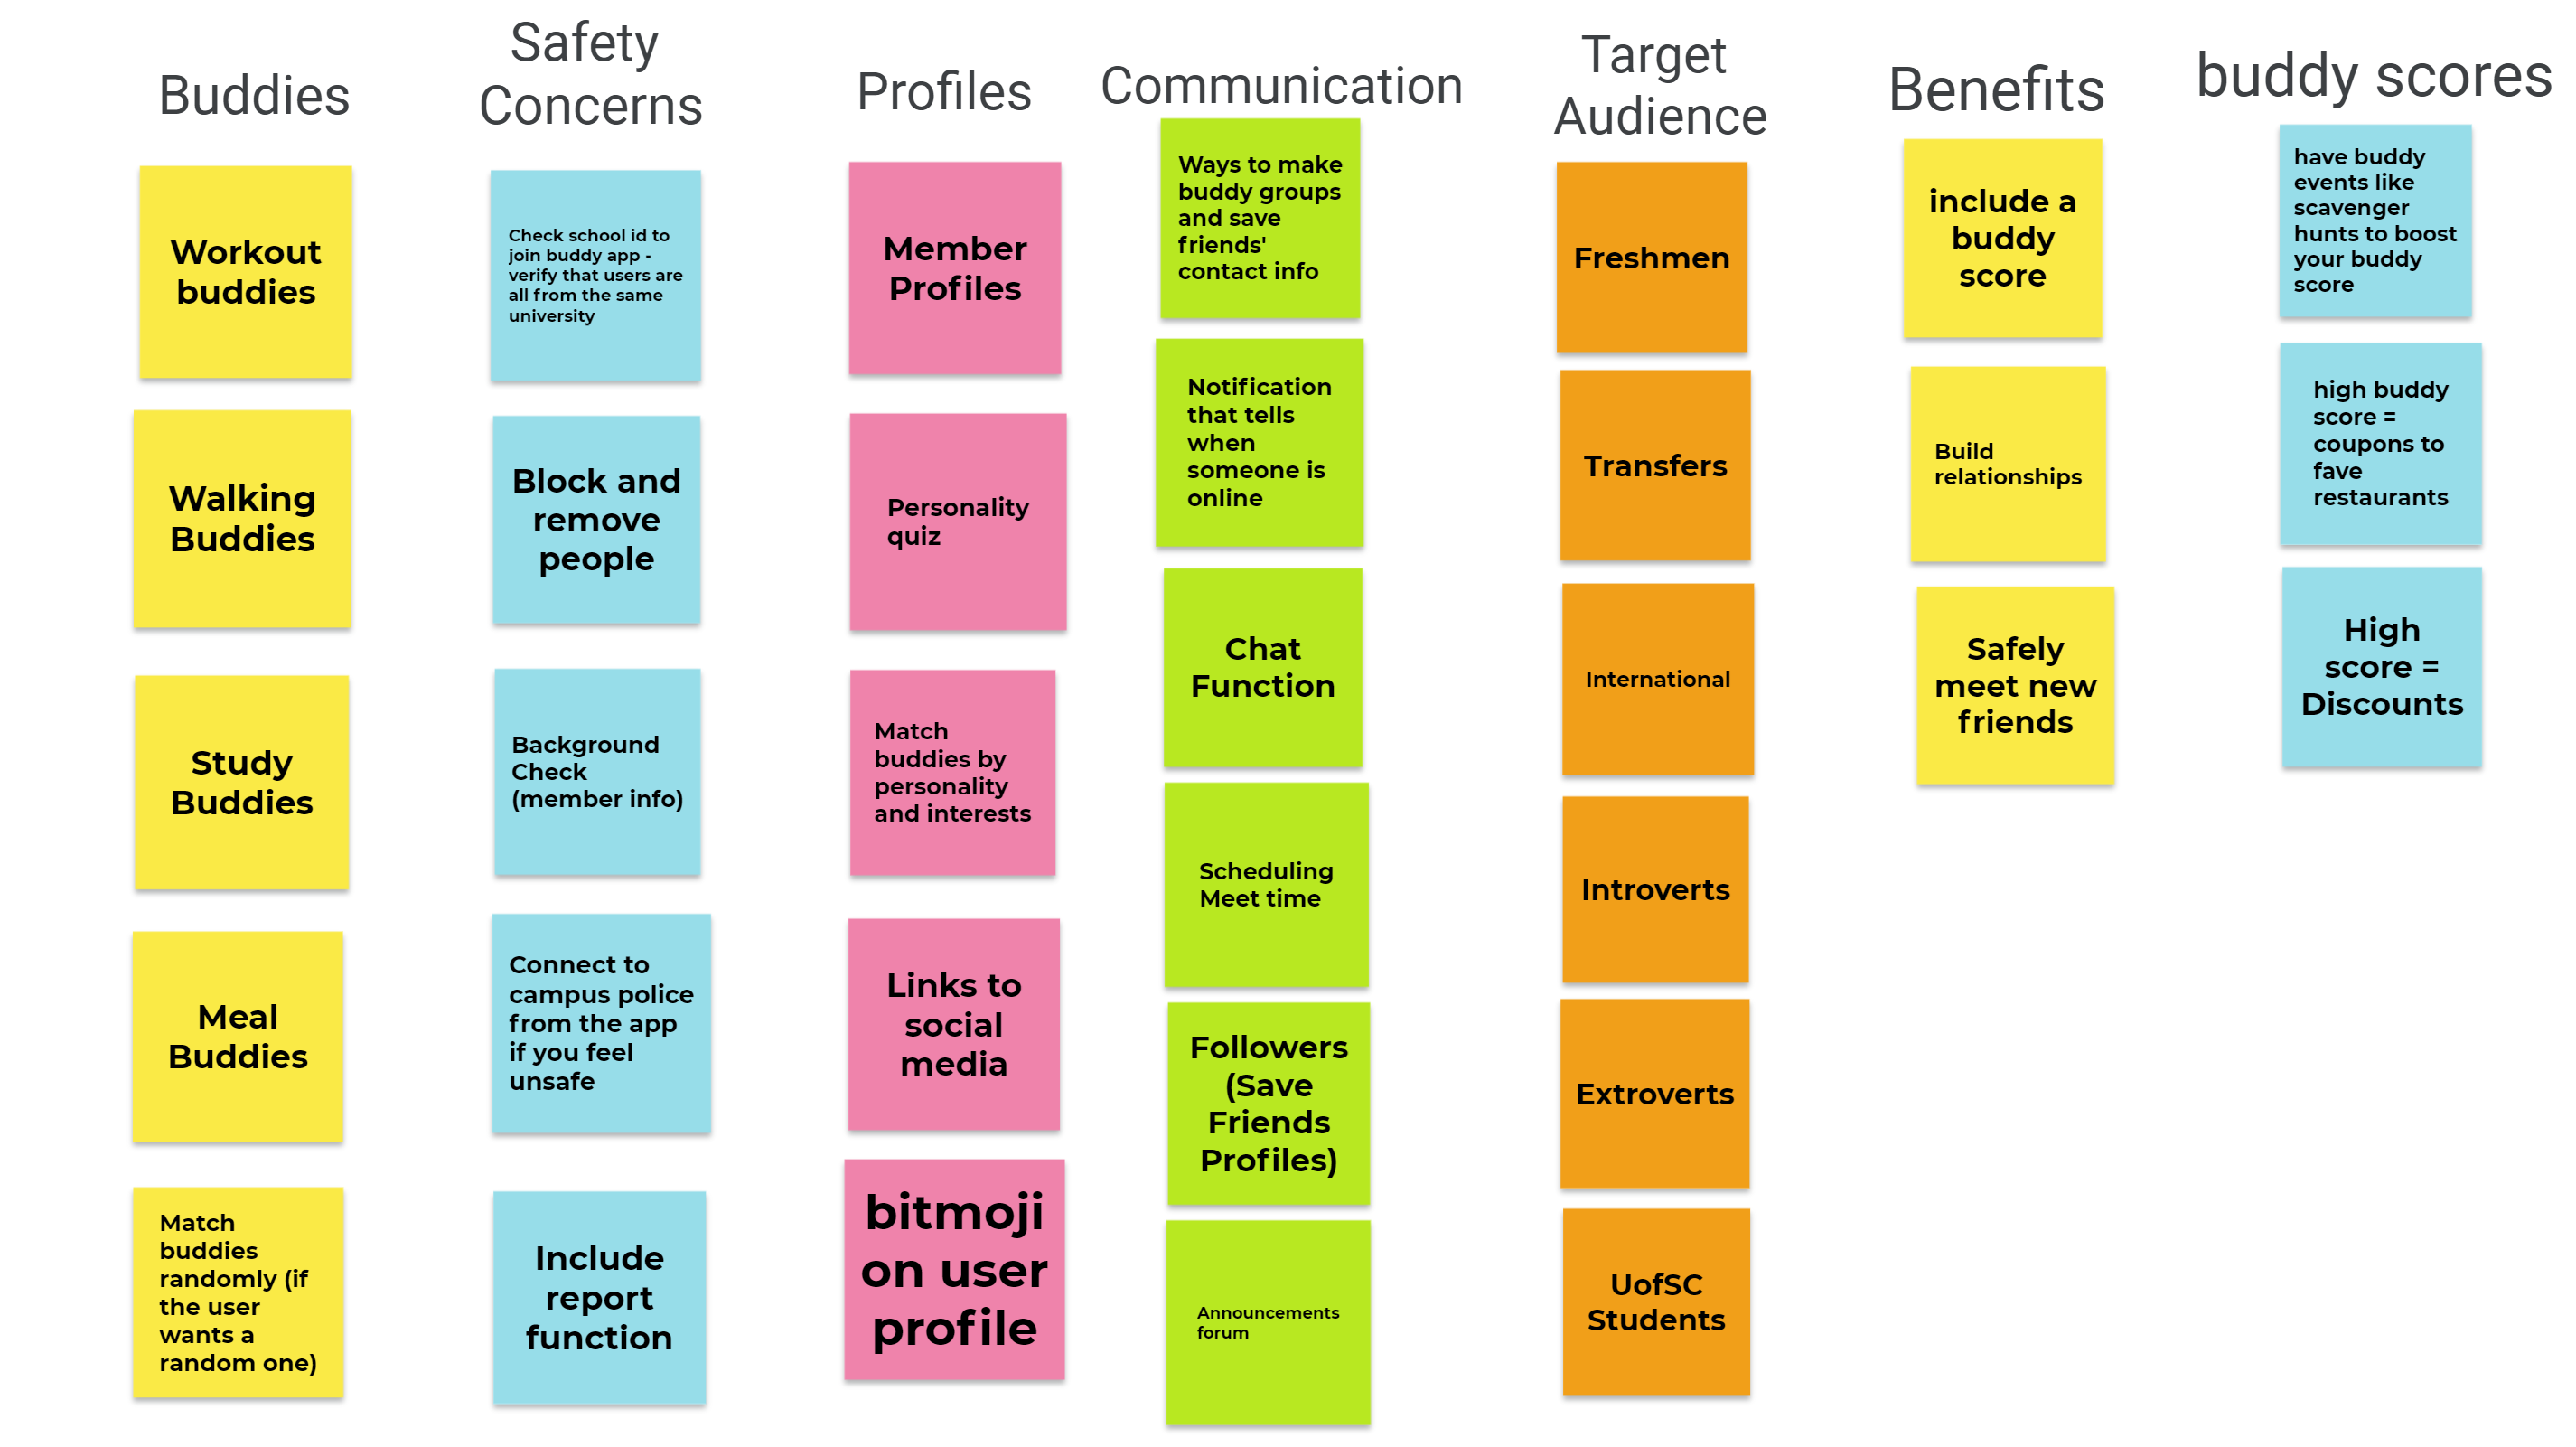 Buddies
Workout
buddies
Walking
Buddies
Study
Buddies
Meal
Buddies
Match
buddies
randomly (if
the user
wants a
random one)
Safety
Concerns
Check school id to
join buddy app -
verify that users are
all from the same
university
Block and
remove
people
Background
Check
(member info)
Connect to
campus police
from the app
if you feel
unsafe
Include
report
function
Profiles
Member
Profiles
Personality
quiz
Match
buddies by
personality
and interests
Links to
social
media
bitmoji
on user
profile
Communication
Ways to make
buddy groups
and save
friends'
contact info
Notification
that tells
when
someone is
online
Chat
Function
Scheduling
Meet time
Followers
(Save
Friends
Profiles)
Announcements
forum
Target
Audience
Freshmen
Transfers
International
Introverts
Extroverts
UofSC
Students
Benefits
include a
buddy
score
Build
relationships
Safely
meet new
friends
buddy scores
have buddy
events like
scavenger
hunts to boost
your buddy
score
high buddy
score =
coupons to
fave
restaurants
High
score =
Discounts